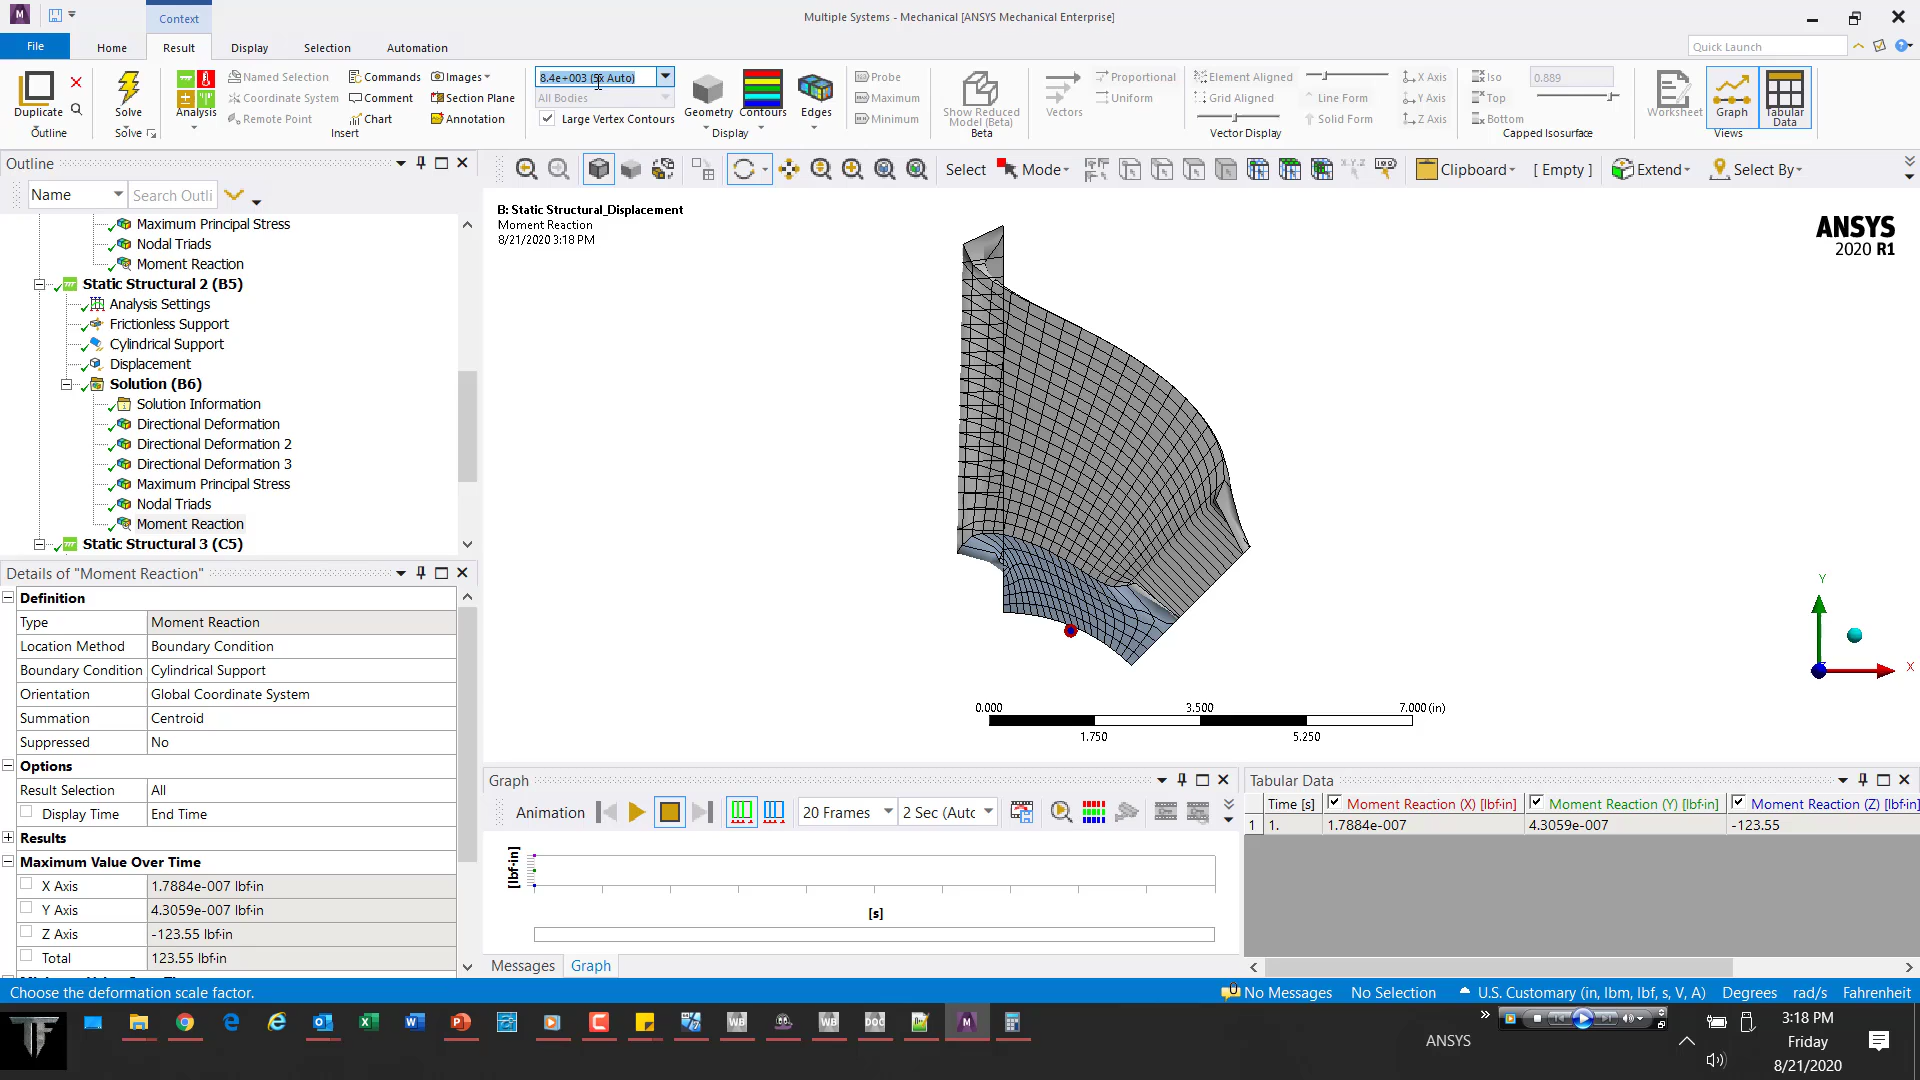 Context
Multiple Systems - Mechanical [ANSYS Mechanical Enterprise]
File
Home
Result
Display
Selection
Automation
Quick Launch
Duplicate
Outline
Solve
Solve
Analysis
Named Selection
Coordinate System
Remote Point
Commands
Comment
Chart
Images
Section Plane
Annotation
Insert
8.4e+003 (5x Auto)
All Bodies
Large Vertex Contours
Geometry
Contours
Edges
Display
Probe
Maximum
Minimum
Show Reduced
Model (Beta)
Beta
Vectors
Proportional
Uniform
Element Aligned
Grid Aligned
Line Form
Solid Form
X Axis
Y Axis
Z Axis
Vector Display
Iso
Top
Bottom
0.889
Capped Isosurface
Worksheet
Graph
Tabular
Data
Views
Outline
Name
Search Outli
Maximum Principal Stress
Nodal Triads
Moment Reaction
Static Structural 2 (B5)
Analysis Settings
Frictionless Support
Cylindrical Support
Displacement
Solution (B6)
Solution Information
Directional Deformation
Directional Deformation 2
Directional Deformation 3
Maximum Principal Stress
Nodal Triads
Moment Reaction
Static Structural 3 (C5)
Select
Mode
Clipboard
[ Empty ]
Extend
Select By
B: Static Structural_Displacement
Moment Reaction
8/21/2020 3:18 PM
ANSYS
2020 R1
Y
X
0.000
3.500
7.000 (in)
1.750
5.250
Details of "Moment Reaction"
Definition
Type Moment Reaction
Location Method Boundary Condition
Boundary Condition Cylindrical Support
Orientation Global Coordinate System
Summation Centroid
Suppressed No
Options
Result Selection All
Display Time End Time
Results
Maximum Value Over Time
X Axis 1.7884e-007 lbf·in
Y Axis 4.3059e-007 lbf·in
Z Axis -123.55 lbf·in
Total 123.55 lbf·in
Graph
Animation
20 Frames
2 Sec (Auto
[lbf·in]
[s]
Messages
Graph
Tabular Data
Time [s] Moment Reaction (X) [lbf·in] Moment Reaction (Y) [lbf·in] Moment Reaction (Z) [lbf·in]
1 1. 1.7884e-007 4.3059e-007 -123.55
Choose the deformation scale factor.
No Messages
No Selection
U.S. Customary (in, lbm, lbf, s, V, A)
Degrees
rad/s
Fahrenheit
WB
WB
DOC
M
ANSYS
3:18 PM
Friday
8/21/2020